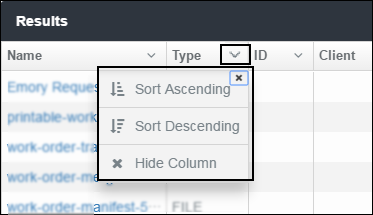 Results
Name Type ID Client
Emory Reques
Sort Ascending
printable-work
Sort Descending
work-order-tra
Hide Column
work-order-me
work-order-manifest-5... FILE